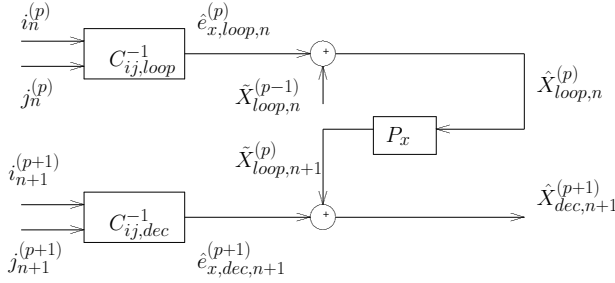 i_n^{(p)}
j_n^{(p)}
C_{ij,loop}^{-1}
\hat{e}_{x,loop,n}^{(p)}
+
\tilde{X}_{loop,n}^{(p-1)}
\hat{X}_{loop,n}^{(p)}
P_x
\tilde{X}_{loop,n+1}^{(p)}
i_{n+1}^{(p+1)}
j_{n+1}^{(p+1)}
C_{ij,dec}^{-1}
\hat{e}_{x,dec,n+1}^{(p+1)}
+
\hat{X}_{dec,n+1}^{(p+1)}